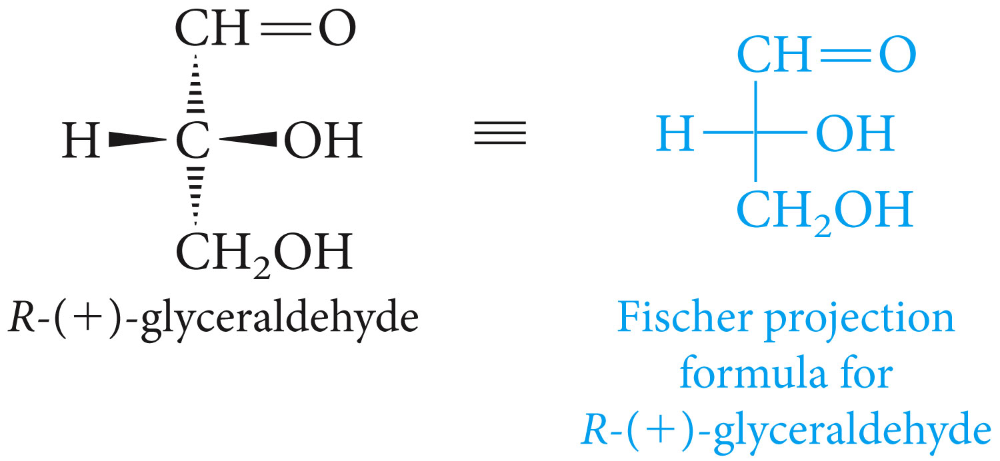 CH=O
H C OH
CH₂OH
R-(+)-glyceraldehyde
≡
CH=O
H OH
CH₂OH
Fischer projection
formula for
R-(+)-glyceraldehyde